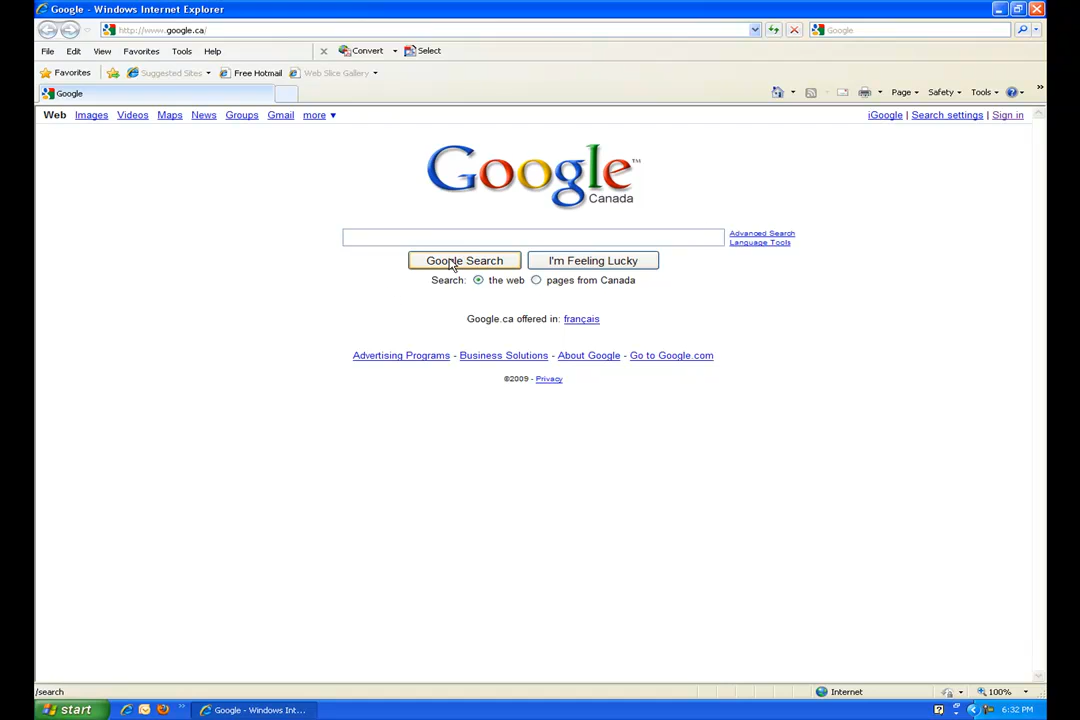 Google - Windows Internet Explorer
http://www.google.ca/
Google
File Edit View Favorites Tools Help
Convert
Select
Favorites
Suggested Sites
Free Hotmail
Web Slice Gallery
Google
Page
Safety
Tools
Web Images Videos Maps News Groups Gmail more
iGoogle | Search settings | Sign in
Google™
Canada
Advanced Search
Language Tools
Google Search
I'm Feeling Lucky
Search: the web pages from Canada
Google.ca offered in: français
Advertising Programs - Business Solutions - About Google - Go to Google.com
©2009 - Privacy
/search
Internet
100%
start
Google - Windows Int...
6:32 PM